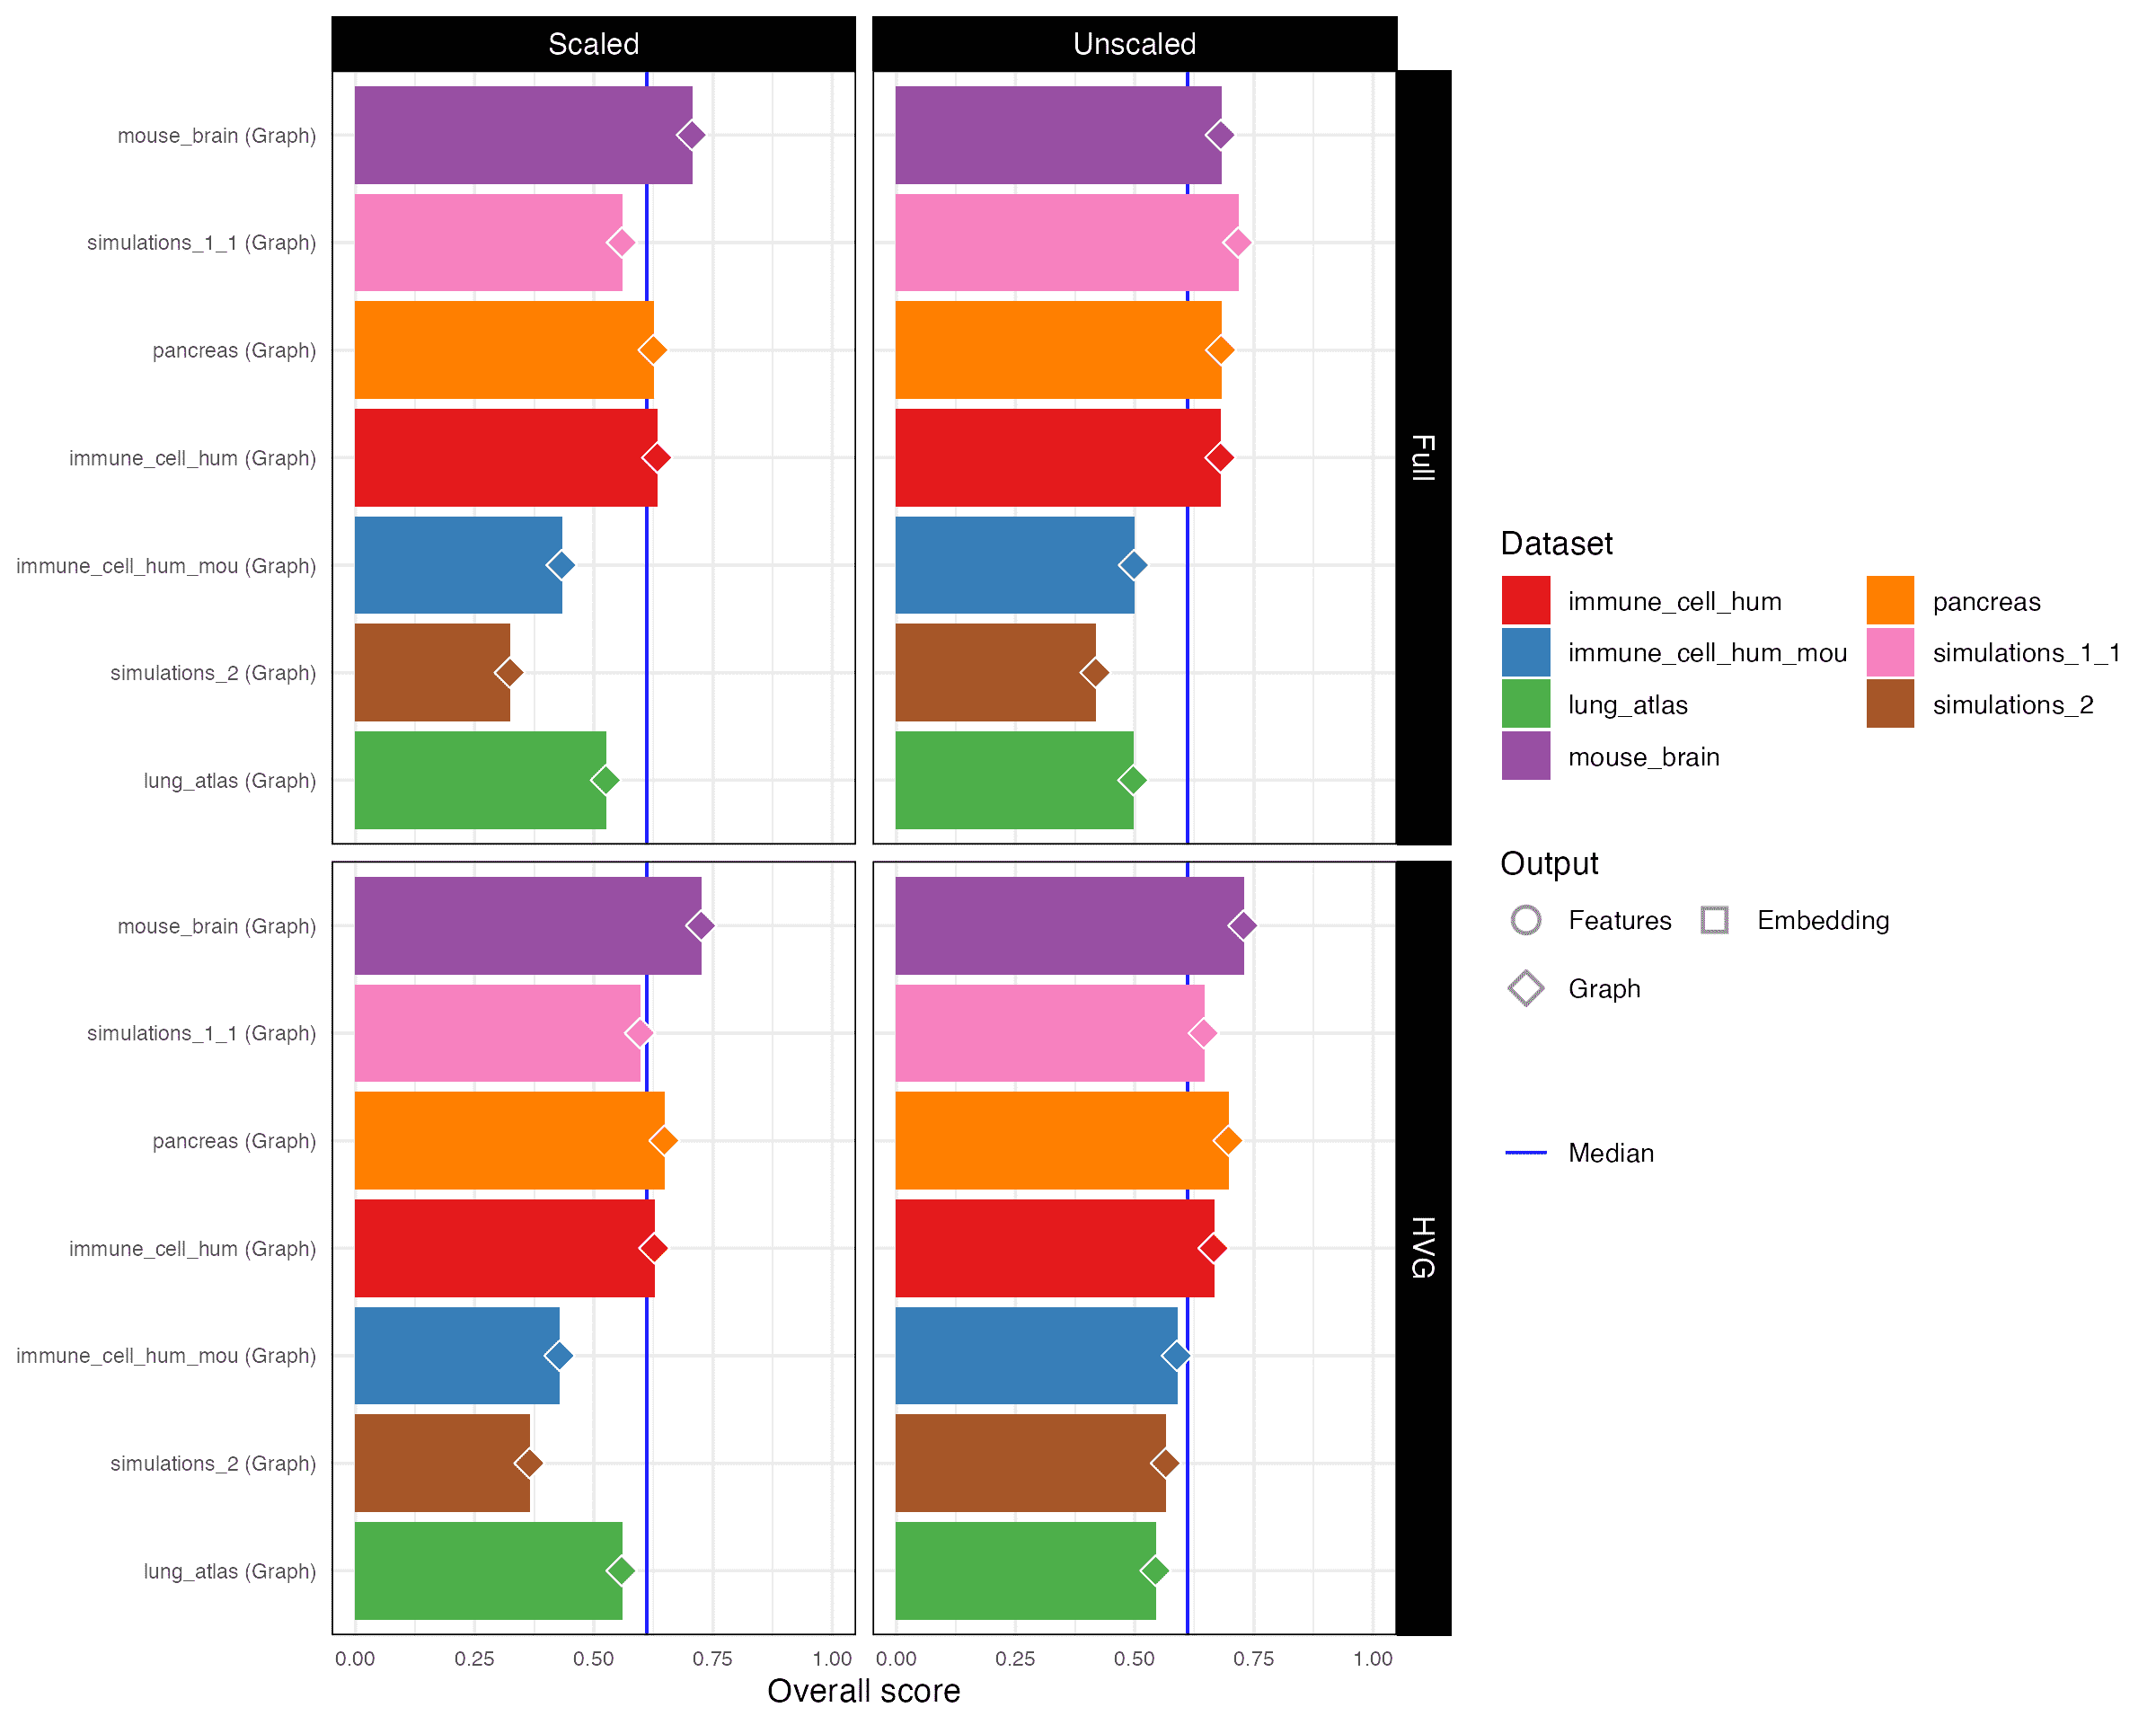 Scaled
Unscaled
mouse_brain (Graph)
simulations_1_1 (Graph)
pancreas (Graph)
immune_cell_hum (Graph)
immune_cell_hum_mou (Graph)
simulations_2 (Graph)
lung_atlas (Graph)
Full
mouse_brain (Graph)
simulations_1_1 (Graph)
pancreas (Graph)
immune_cell_hum (Graph)
immune_cell_hum_mou (Graph)
simulations_2 (Graph)
lung_atlas (Graph)
HVG
0.00 0.25 0.50 0.75 1.00
0.00 0.25 0.50 0.75 1.00
Overall score
Dataset
immune_cell_hum
immune_cell_hum_mou
lung_atlas
mouse_brain
pancreas
simulations_1_1
simulations_2
Output
Features
Embedding
Graph
Median